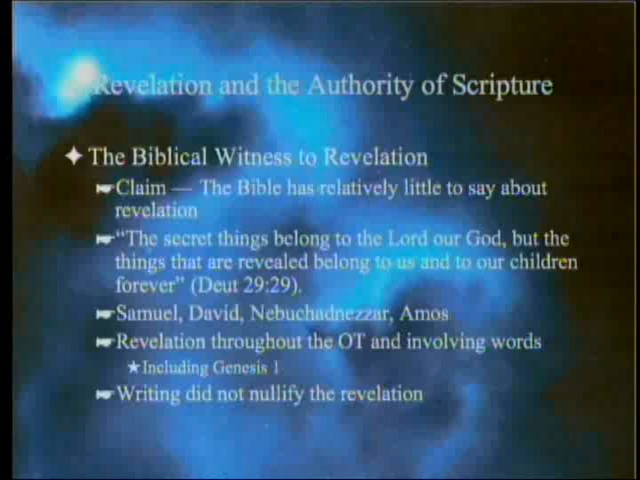 Revelation and the Authority of Scripture
The Biblical Witness to Revelation
Claim — The Bible has relatively little to say about
revelation
“The secret things belong to the Lord our God, but the
things that are revealed belong to us and to our children
forever” (Deut 29:29).
Samuel, David, Nebuchadnezzar, Amos
Revelation throughout the OT and involving words
Including Genesis 1
Writing did not nullify the revelation